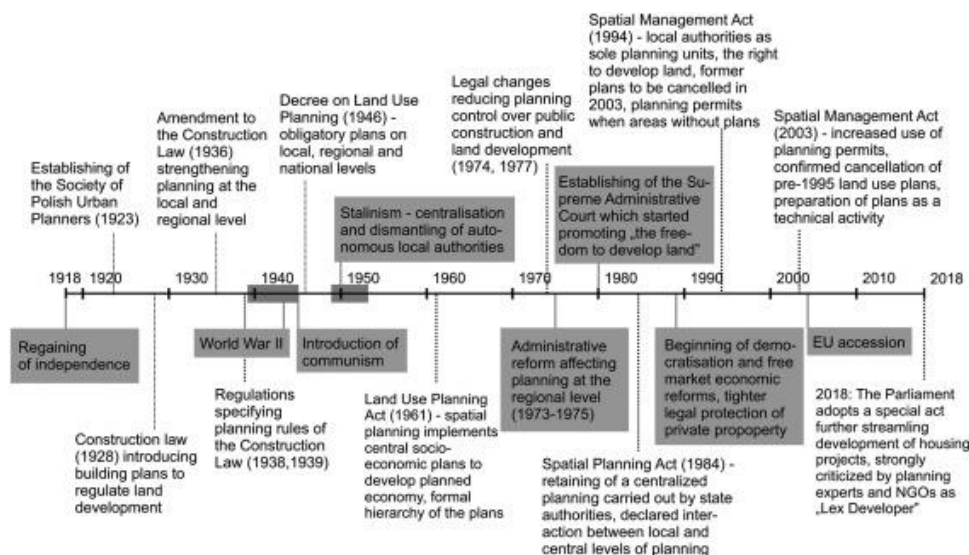 Spatial Management Act
(1994) - local authorities as
sole planning units, the right
to develop land, former
plans to be cancelled in
2003, planning permits
when areas without plans
Legal changes
reducing planning
control over public
construction and
land development
(1974, 1977)
Decree on Land Use
Planning (1946) -
obligatory plans on
local, regional and
national levels
Amendment to
the Construction
Law (1936)
strengthening
planning at the
local and
regional level
Spatial Management Act
(2003) - increased use of
planning permits,
confirmed cancellation of
pre-1995 land use plans,
preparation of plans as a
technical activity
Establishing of
the Society of
Polish Urban
Planners (1923)
Stalinism - centralisation
and dismantling of auto-
nomous local authorities
Establishing of the Su-
preme Administrative
Court which started
promoting „the free-
dom to develop land”
1918 1920 1930 1940 1950 1960 1970 1980 1990 2000 2010 2018
Regaining
of independence
World War II
Introduction of
communism
Administrative
reform affecting
planning at the
regional level
(1973-1975)
Beginning of demo-
cratisation and free
market economic
reforms, tighter
legal protection of
private propoperty
EU accession
Construction law
(1928) introducing
building plans to
regulate land
development
Regulations
specifying
planning rules of
the Construction
Law (1938,1939)
Land Use Planning
Act (1961) - spatial
planning implements
central socio-
economic plans to
develop planned
economy, formal
hierarchy of the plans
Spatial Planning Act (1984) -
retaining of a centralized
planning carried out by state
authorities, declared inter-
action between local and
central levels of planning
2018: The Parliament
adopts a special act
further streamling
development of housing
projects, strongly
criticized by planning
experts and NGOs as
„Lex Developer”